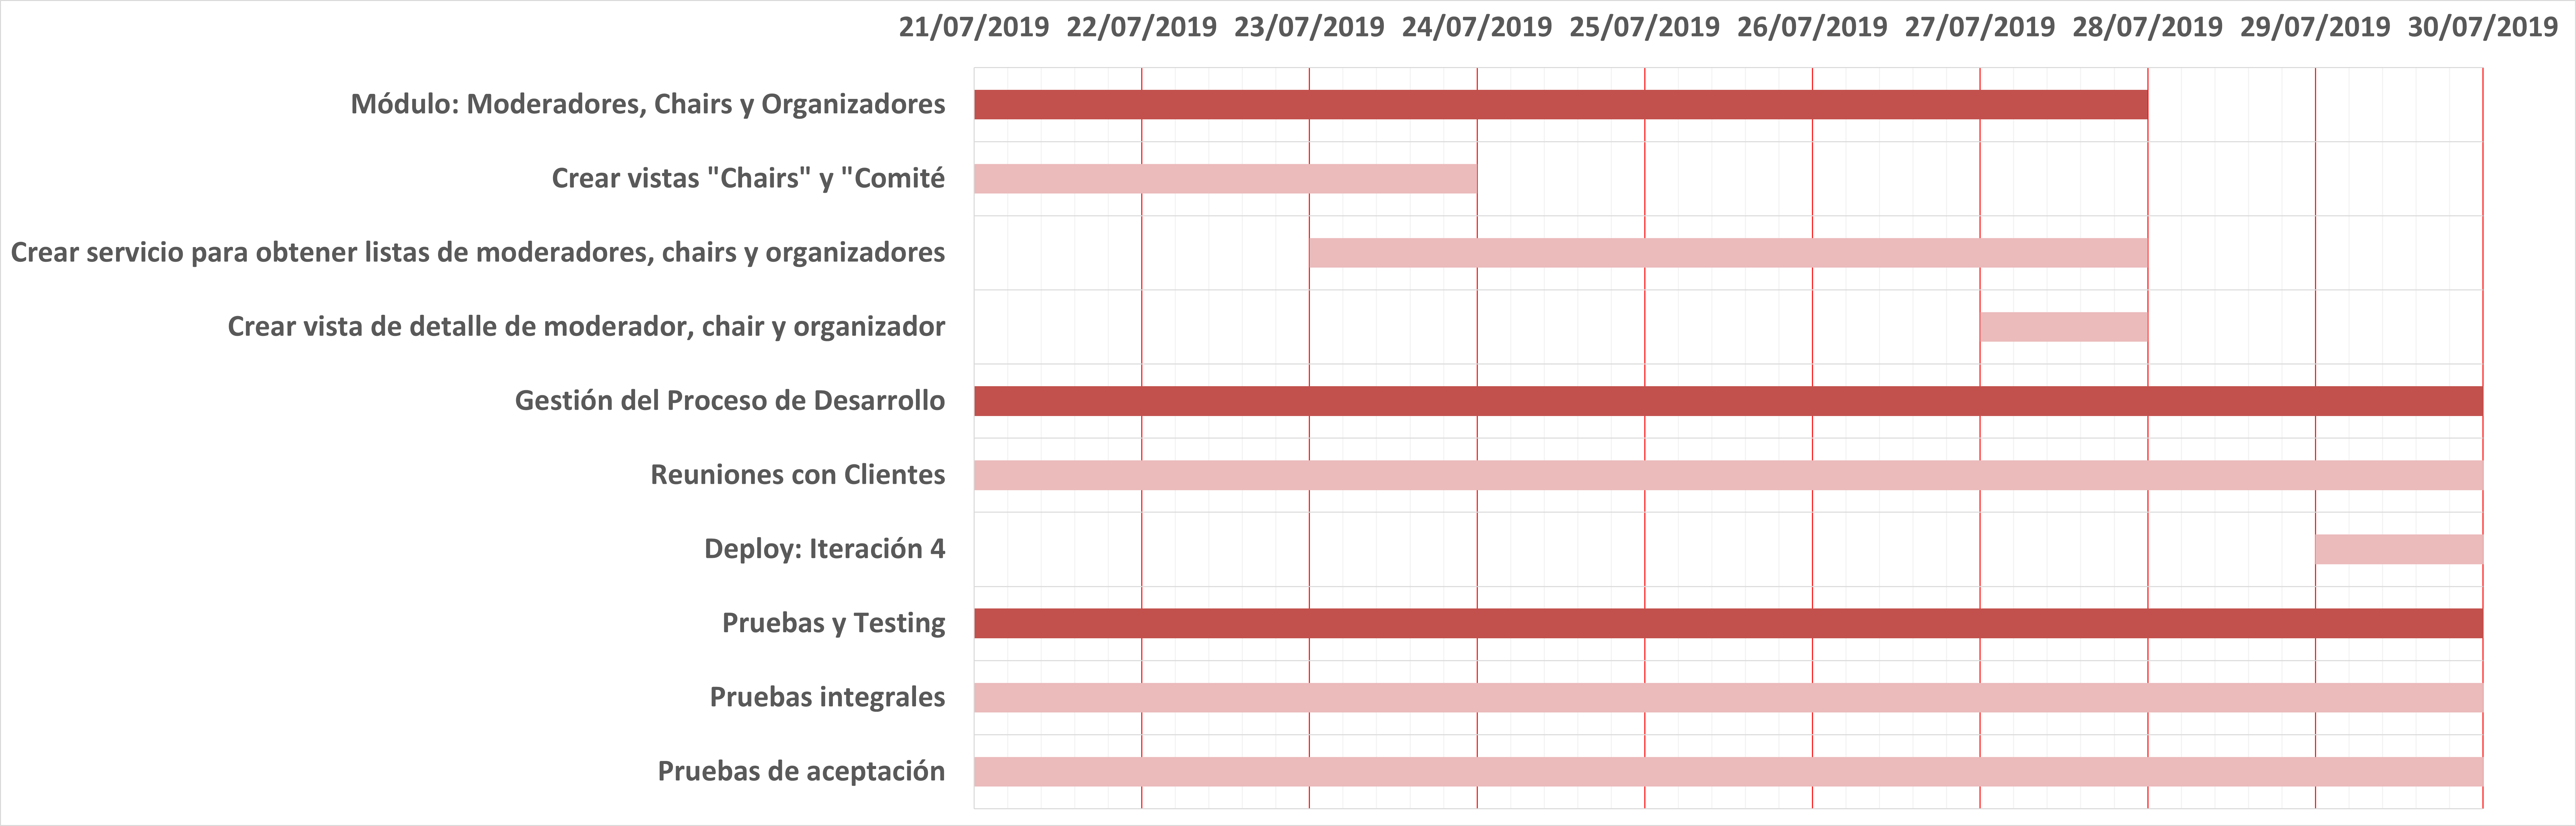 21/07/2019 22/07/2019 23/07/2019 24/07/2019 25/07/2019 26/07/2019 27/07/2019 28/07/2019 29/07/2019 30/07/2019
Módulo: Moderadores, Chairs y Organizadores
Crear vistas "Chairs" y "Comité
Crear servicio para obtener listas de moderadores, chairs y organizadores
Crear vista de detalle de moderador, chair y organizador
Gestión del Proceso de Desarrollo
Reuniones con Clientes
Deploy: Iteración 4
Pruebas y Testing
Pruebas integrales
Pruebas de aceptación